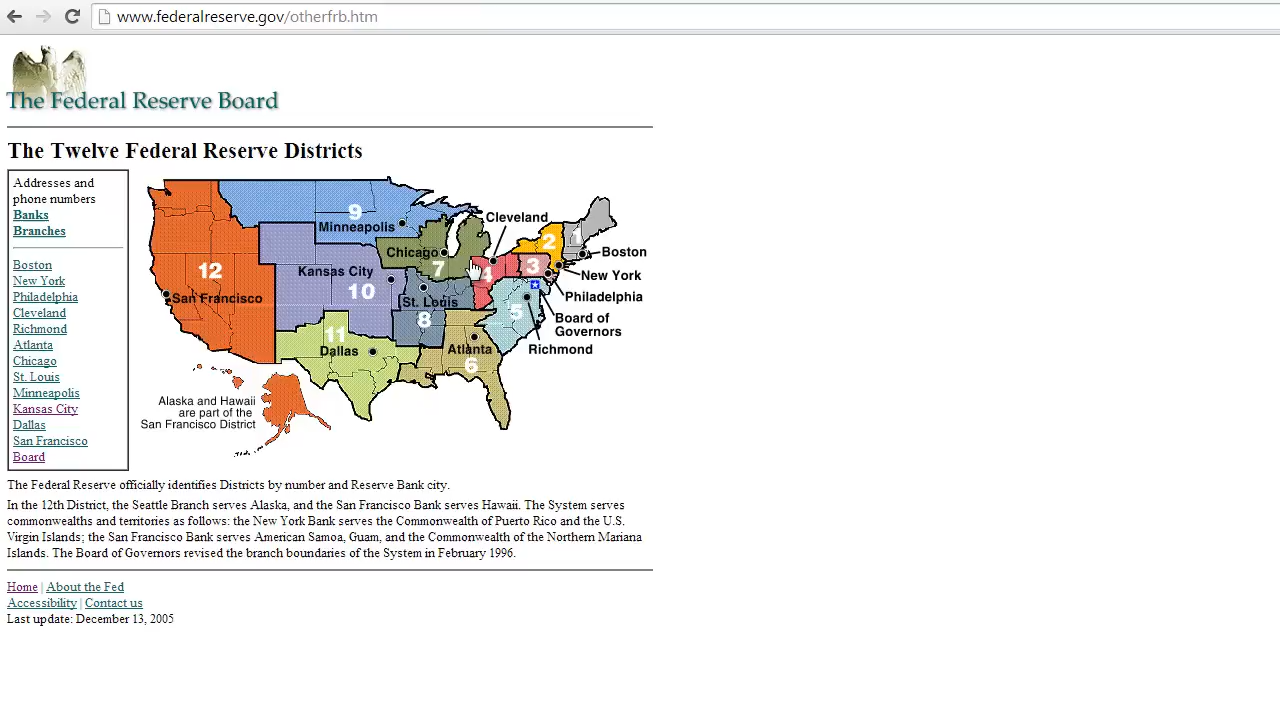 www.federalreserve.gov/otherfrb.htm
The Federal Reserve Board
The Twelve Federal Reserve Districts
Addresses and
phone numbers
Banks
Branches
Boston
New York
Philadelphia
Cleveland
Richmond
Atlanta
Chicago
St. Louis
Minneapolis
Kansas City
Dallas
San Francisco
Board
9
Minneapolis
Cleveland
2
1
Boston
Chicago
7
4
3
New York
12
San Francisco
Kansas City
10
Philadelphia
St. Louis
8
5
Board of
Governors
Richmond
11
Dallas
Atlanta
6
Alaska and Hawaii
are part of the
San Francisco District
The Federal Reserve officially identifies Districts by number and Reserve Bank city.
In the 12th District, the Seattle Branch serves Alaska, and the San Francisco Bank serves Hawaii. The System serves
commonwealths and territories as follows: the New York Bank serves the Commonwealth of Puerto Rico and the U.S.
Virgin Islands; the San Francisco Bank serves American Samoa, Guam, and the Commonwealth of the Northern Mariana
Islands. The Board of Governors revised the branch boundaries of the System in February 1996.
Home | About the Fed
Accessibility | Contact us
Last update: December 13, 2005